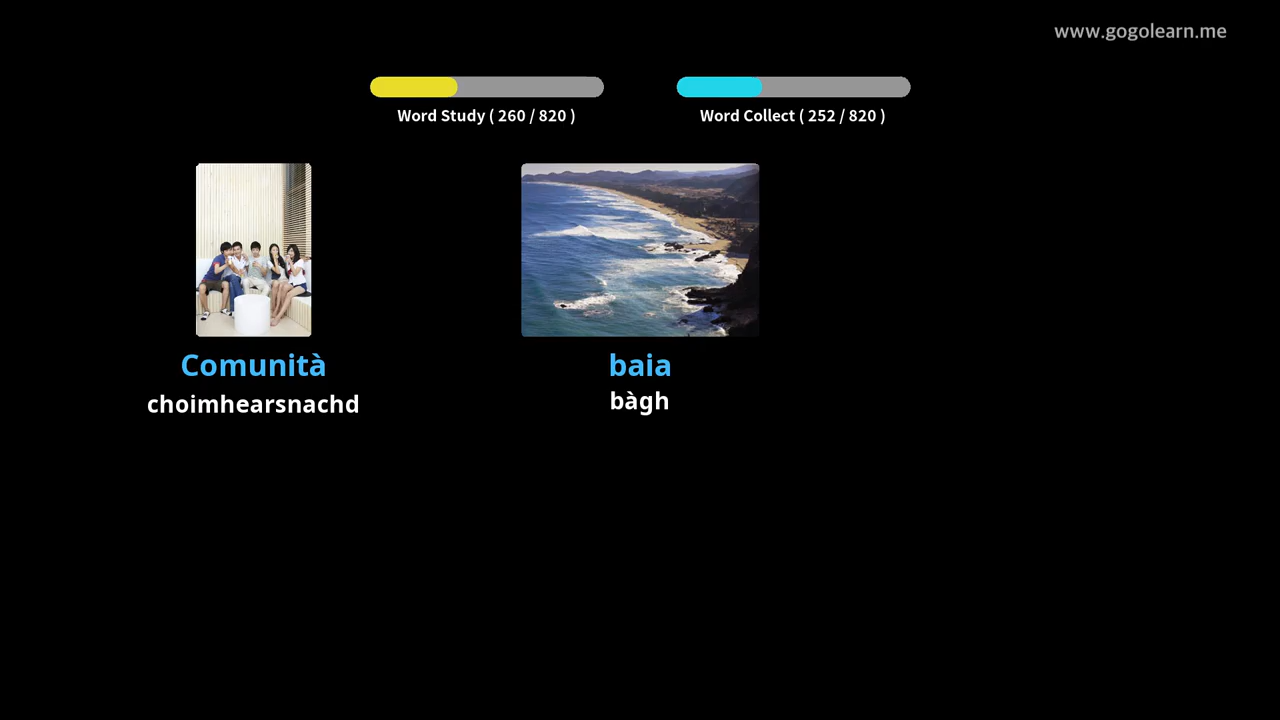 www.gogolearn.me
Word Study ( 260 / 820 )
Word Collect ( 252 / 820 )
Comunità
choimhearsnachd
baia
bàgh